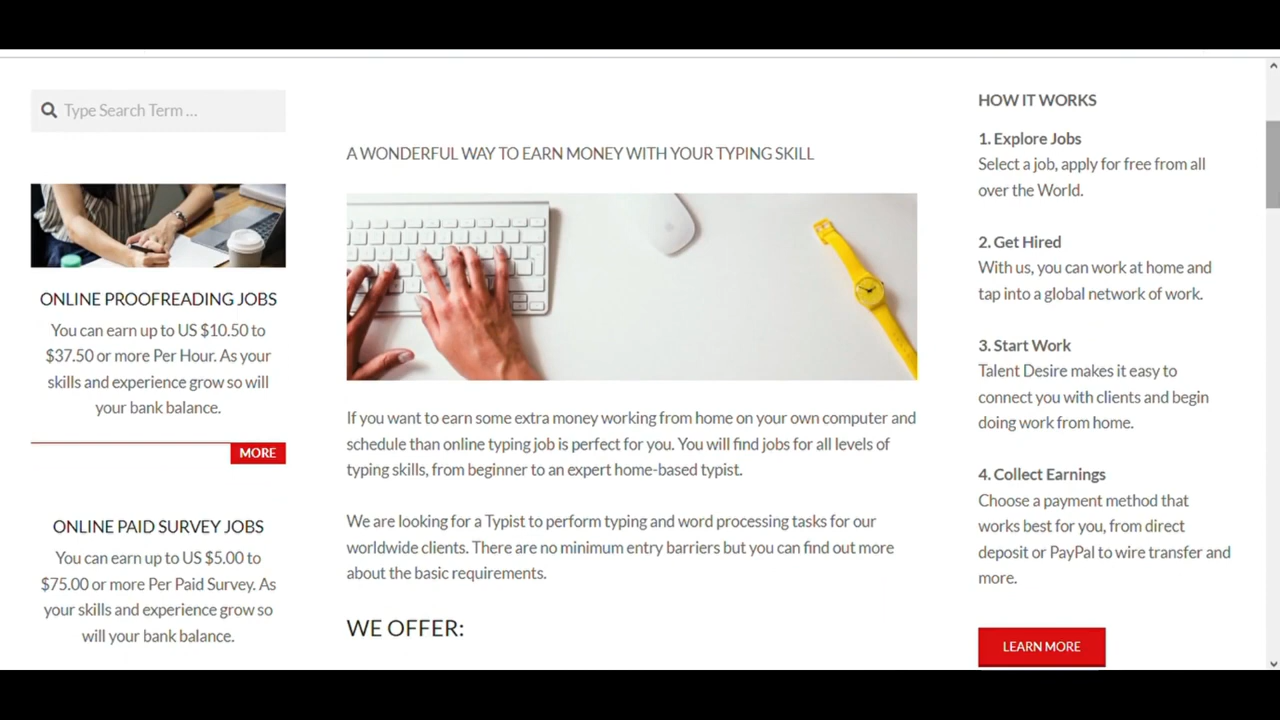 Type Search Term ...
ONLINE PROOFREADING JOBS
You can earn up to US $10.50 to
$37.50 or more Per Hour. As your
skills and experience grow so will
your bank balance.
MORE
ONLINE PAID SURVEY JOBS
You can earn up to US $5.00 to
$75.00 or more Per Paid Survey. As
your skills and experience grow so
will your bank balance.
A WONDERFUL WAY TO EARN MONEY WITH YOUR TYPING SKILL
If you want to earn some extra money working from home on your own computer and
schedule than online typing job is perfect for you. You will find jobs for all levels of
typing skills, from beginner to an expert home-based typist.
We are looking for a Typist to perform typing and word processing tasks for our
worldwide clients. There are no minimum entry barriers but you can find out more
about the basic requirements.
WE OFFER:
HOW IT WORKS
1. Explore Jobs
Select a job, apply for free from all
over the World.
2. Get Hired
With us, you can work at home and
tap into a global network of work.
3. Start Work
Talent Desire makes it easy to
connect you with clients and begin
doing work from home.
4. Collect Earnings
Choose a payment method that
works best for you, from direct
deposit or PayPal to wire transfer and
more.
LEARN MORE